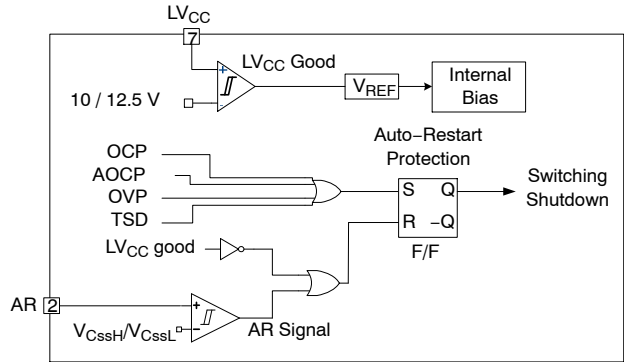 LVCC
7
LVCC Good
+
-
10 / 12.5 V
VREF
Internal
Bias
Auto−Restart
Protection
OCP
AOCP
OVP
TSD
S Q
R −Q
F/F
Switching
Shutdown
LVCC good
AR 2
+
−
VCssH/VCssL
AR Signal